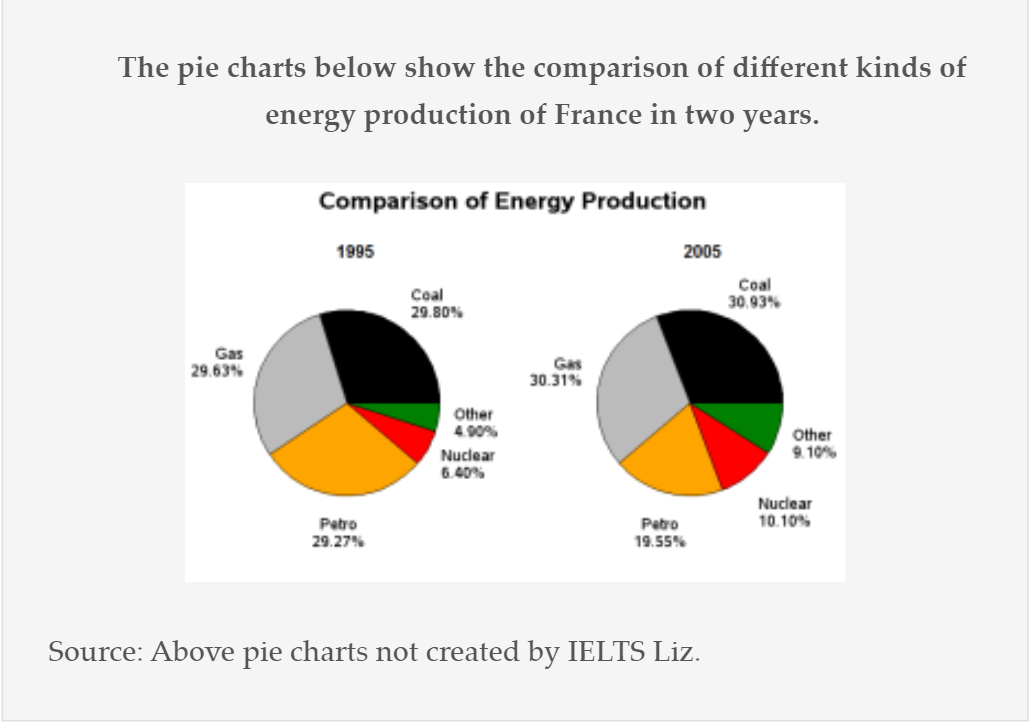 The pie charts below show the comparison of different kinds of
energy production of France in two years.
Comparison of Energy Production
1995
2005
Coal
29.80%
Gas
29.63%
Other
4.90%
Nuclear
6.40%
Petro
29.27%
Coal
30.93%
Gas
30.31%
Other
9.10%
Nuclear
10.10%
Petro
19.55%
Source: Above pie charts not created by IELTS Liz.